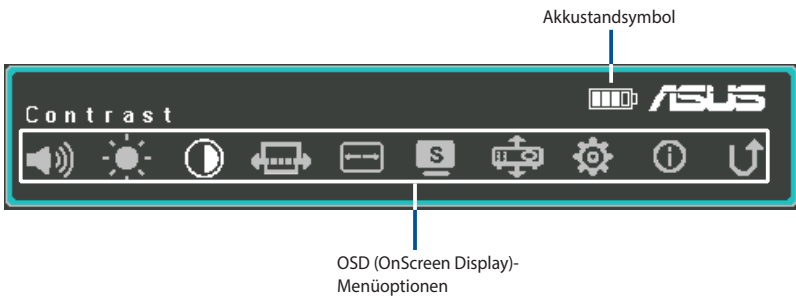 Akkustandsymbol
ASUS
Contrast
S
OSD (OnScreen Display)-
Menüoptionen